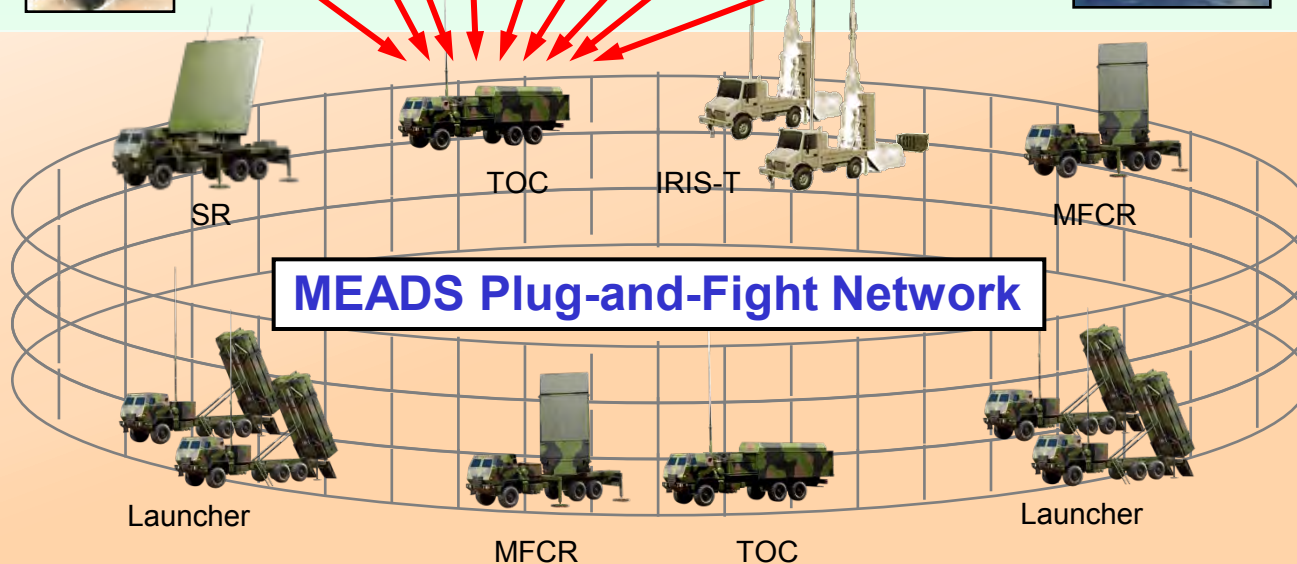 TOC
IRIS-T
SR
MFCR
MEADS Plug-and-Fight Network
Launcher
Launcher
MFCR
TOC